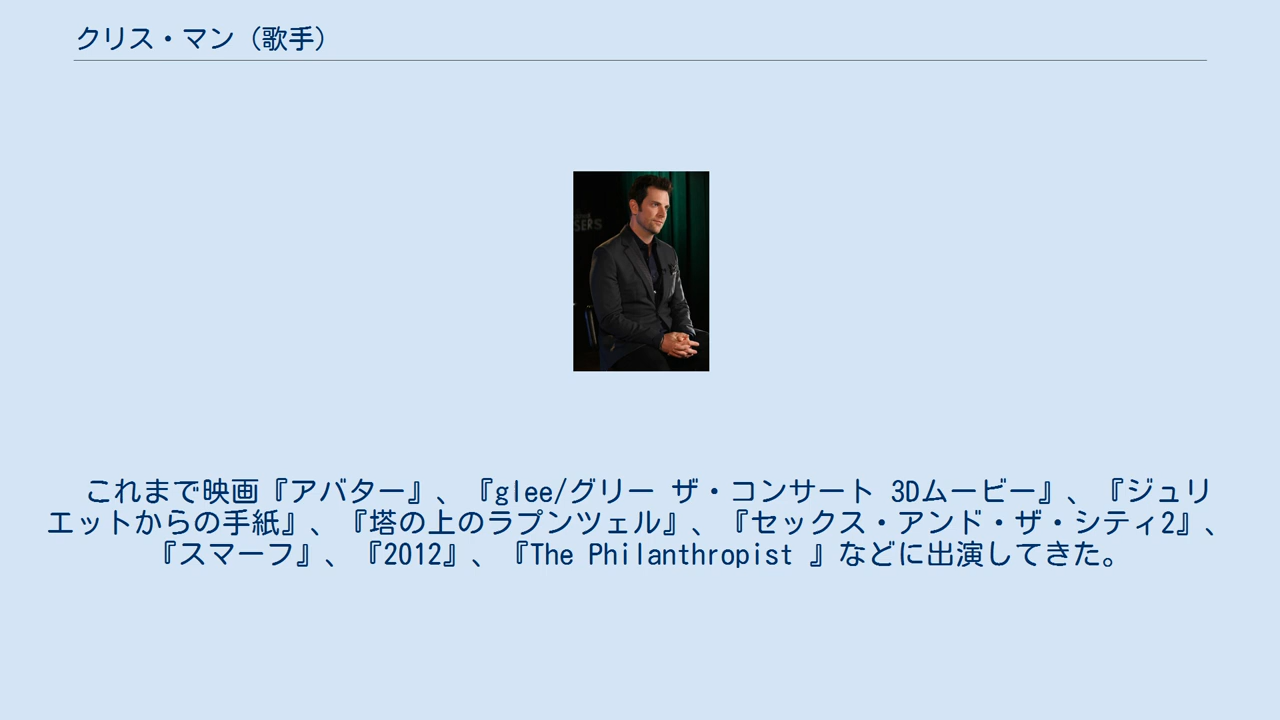 クリス・マン（歌手）
SERS
これまで映画『アバター』、『glee/グリー ザ・コンサート 3Dムービー』、『ジュリ
エットからの手紙』、『塔の上のラプンツェル』、『セックス・アンド・ザ・シティ2』、
『スマーフ』、『2012』、『The Philanthropist 』などに出演してきた。